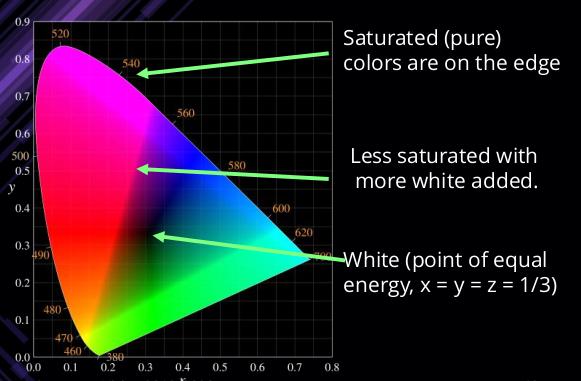 0.9
0.8
0.7
0.6
0.5
y
0.4
0.3
0.2
0.1
0.0
0.0 0.1 0.2 0.3 0.4 0.5 0.6 0.7 0.8
520
540
560
580
600
620
700
500
490
480
470
460
380
Saturated (pure)
colors are on the edge
Less saturated with
more white added.
White (point of equal
energy, x = y = z = 1/3)